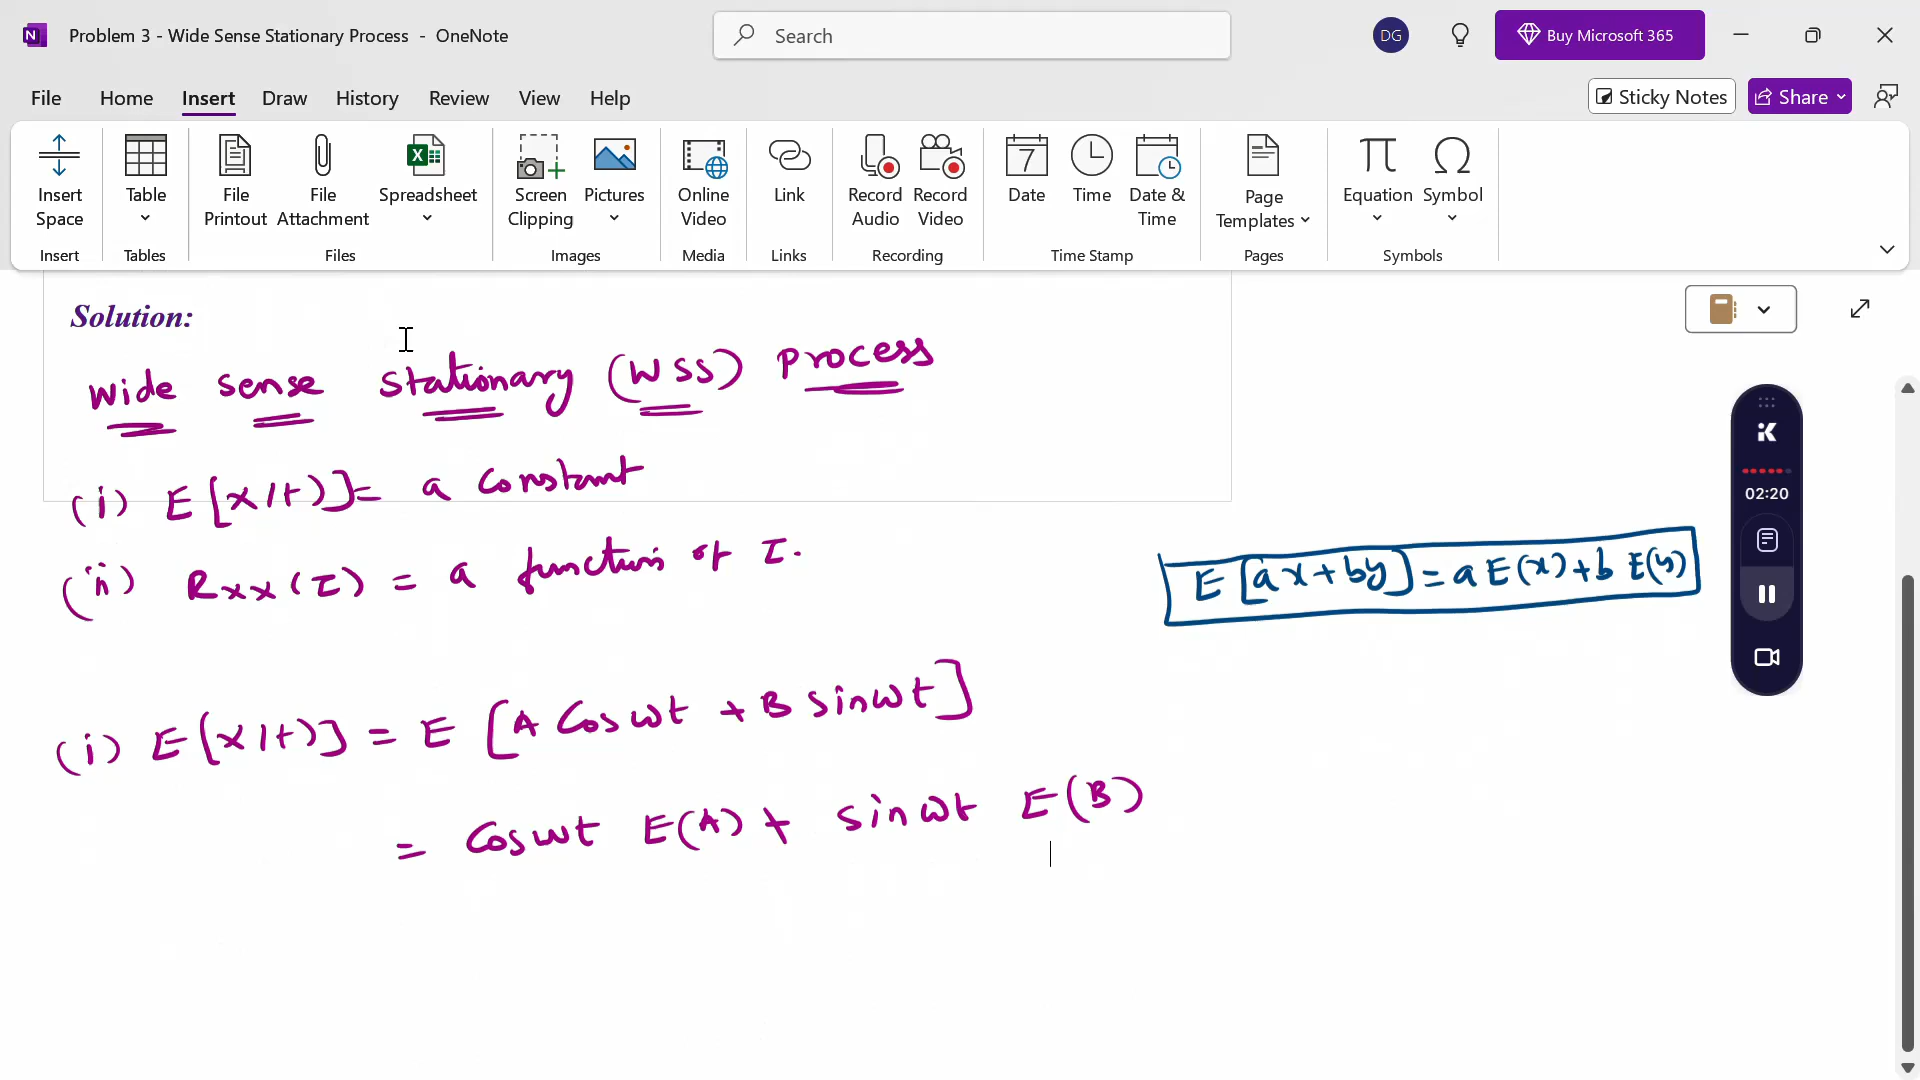 Problem 3 - Wide Sense Stationary Process - OneNote
Search
DG
Buy Microsoft 365
File Home Insert Draw History Review View Help
Sticky Notes
Share
Insert Space
Table
File Printout
File Attachment
Spreadsheet
Screen Clipping
Pictures
Online Video
Link
Record Audio
Record Video
7
Date
Time
Date & Time
Page Templates
Equation
Symbol
Insert Tables Files Images Media Links Recording Time Stamp Pages Symbols
Solution:
wide sense stationary (WSS) process
(i) E[x(t)] = a constant
(ii) Rxx(τ) = a function of τ.
E[ax+by] = a E(x) + b E(y)
02:20
(i) E[x(t)] = E[A cos ωt + B sin ωt]
= cos ωt E(A) + sin ωt E(B)